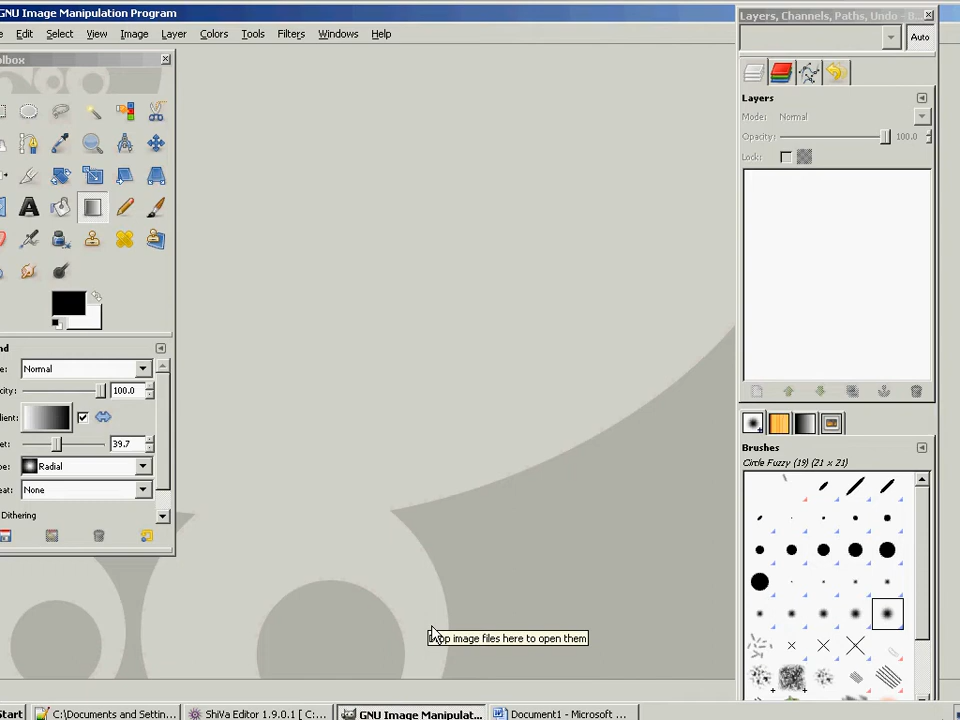 GNU Image Manipulation Program
Edit Select View Image Layer Colors Tools Filters Windows Help
Layers, Channels, Paths, Undo - B...
Auto
Layers
Mode: Normal
Opacity: 100.0
Lock:
100.0
39.7
Normal
Radial
None
Dithering
Brushes
Circle Fuzzy (19) (21 x 21)
image files here to open them
C:\Documents and Settin...
ShiVa Editor 1.9.0.1 [ C:...
GNU Image Manipulat...
Document1 - Microsoft ...